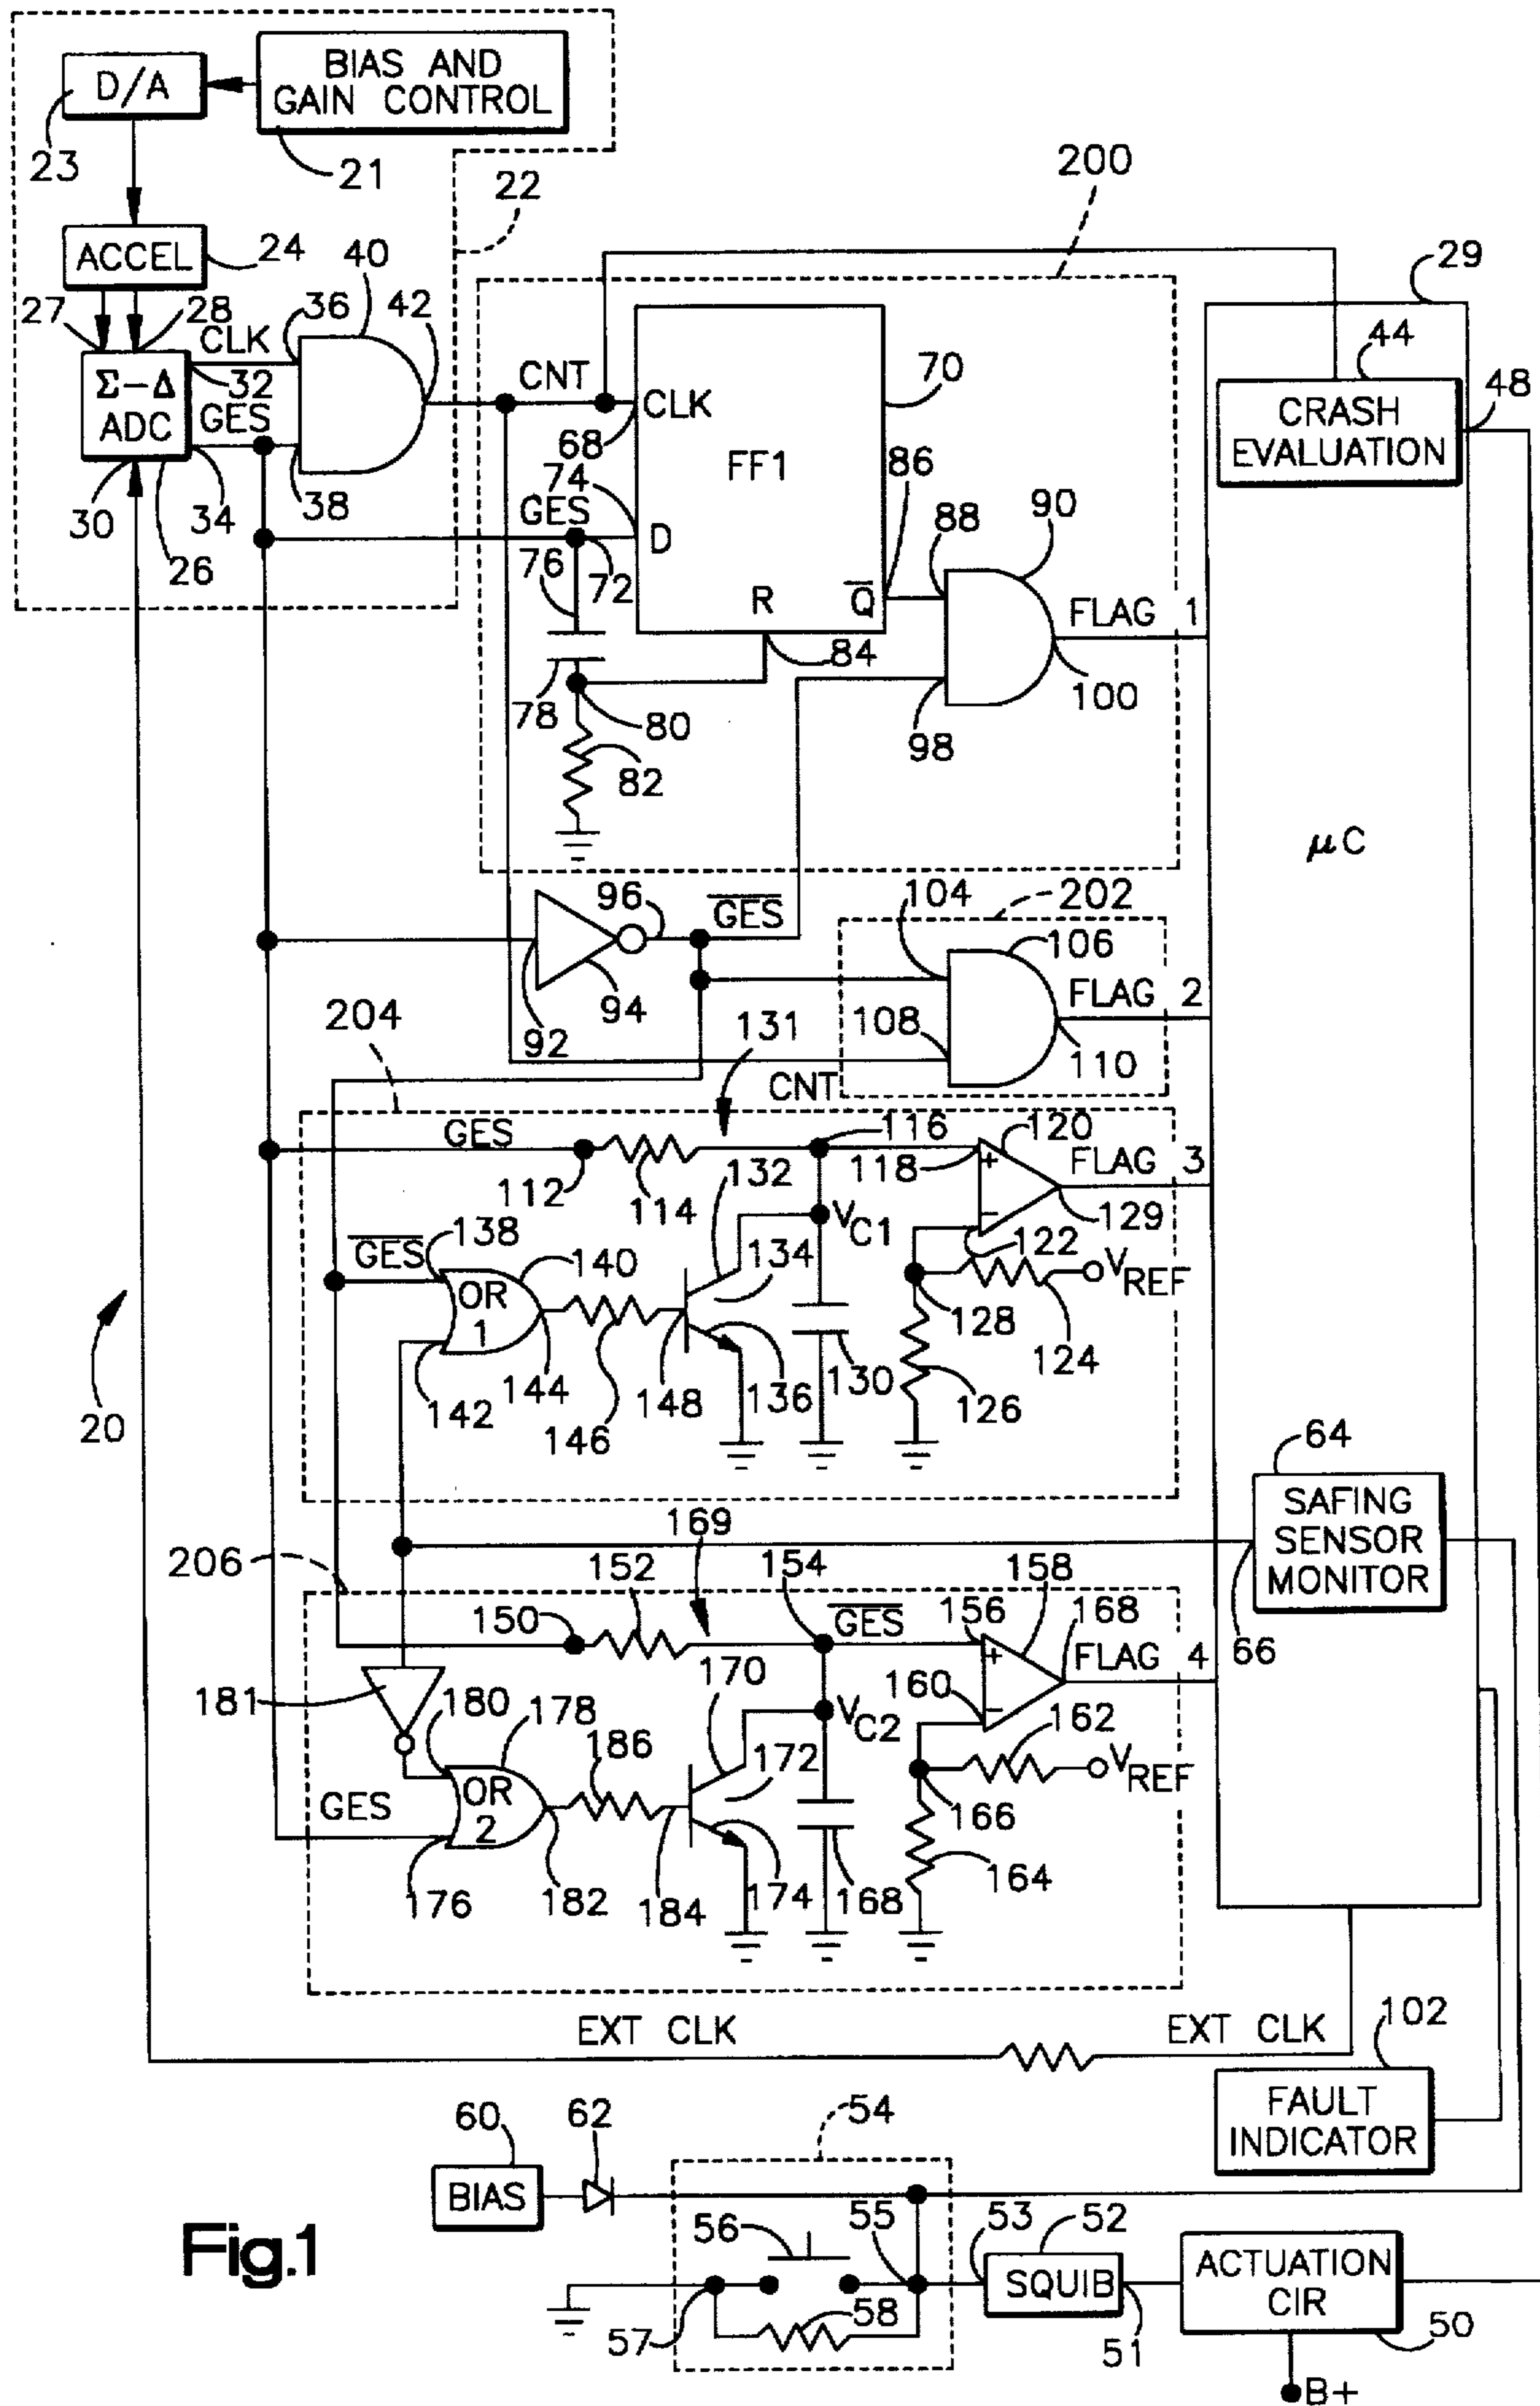 D/A
BIAS AND
GAIN CONTROL
23
21
200
22
ACCEL
24
40
29
27
28
CLK
36
42
44
48
Σ-Δ
ADC
32
GES
CNT
CLK
70
CRASH
EVALUATION
68
FF1
86
30
34
38
74
GES
88
90
26
D
76
72
R
Q̅
FLAG 1
84
78
80
98
100
82
μC
96
G̅E̅S̅
104
202
106
FLAG 2
94
92
204
131
108
110
CNT
GES
116
120
118
FLAG 3
112
114
132
129
VC1
G̅E̅S̅
138
140
134
122
VREF
OR
1
128
124
130
20
142
144
146
148
136
126
64
SAFING
SENSOR
MONITOR
169
206
152
154
158
150
G̅E̅S̅
156
168
66
FLAG 4
170
181
180
178
160
VC2
162
186
172
VREF
GES
OR
2
166
164
176
182
184
174
168
EXT CLK
EXT CLK
102
FAULT
INDICATOR
60
62
54
BIAS
56
55
53
52
Fig.1
SQUIB
ACTUATION
CIR
58
57
51
50
B+